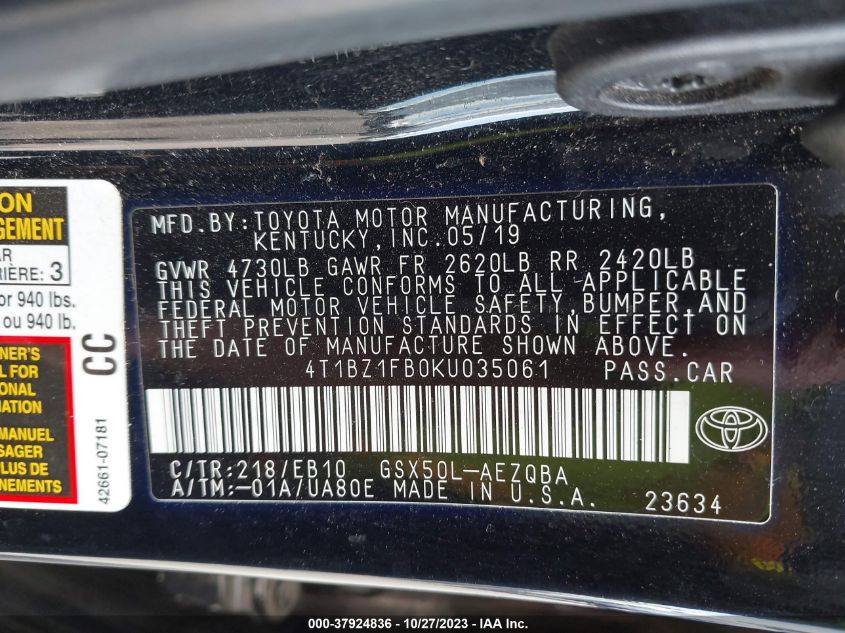 ON
GEMENT
AR
RIÈRE: 3
or 940 lbs.
ou 940 lb.
NER'S
L FOR
IONAL
MATION
MANUEL
SAGER
PLUS DE
NEMENTS
CC
42661-07181
MFD.BY:TOYOTA MOTOR MANUFACTURING,
KENTUCKY,INC.05/19
GVWR 4730LB GAWR FR 2620LB RR 2420LB
THIS VEHICLE CONFORMS TO ALL APPLICABLE
FEDERAL MOTOR VEHICLE SAFETY,BUMPER,AND
THEFT PREVENTION STANDARDS IN EFFECT ON
THE DATE OF MANUFACTURE SHOWN ABOVE.
4T1BZ1FB0KU035061 PASS.CAR
C/TR:218/EB10 GSX50L-AEZQBA
A/TM:-01A/UA80E MADE IN U.S.A. 23634
000-37924836 - 10/27/2023 - IAA Inc.